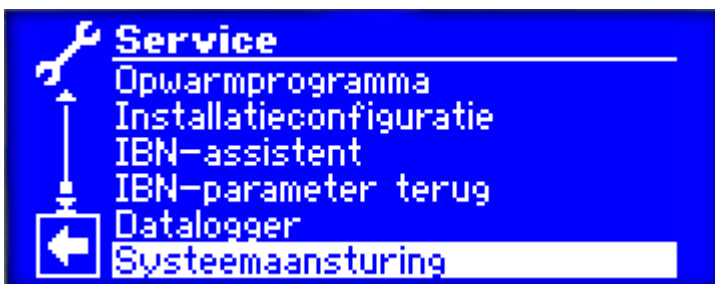 Service
Opwarmprogramma
Installatieconfiguratie
IBN-assistent
IBN-parameter terug
Datalogger
Systeemaansturing